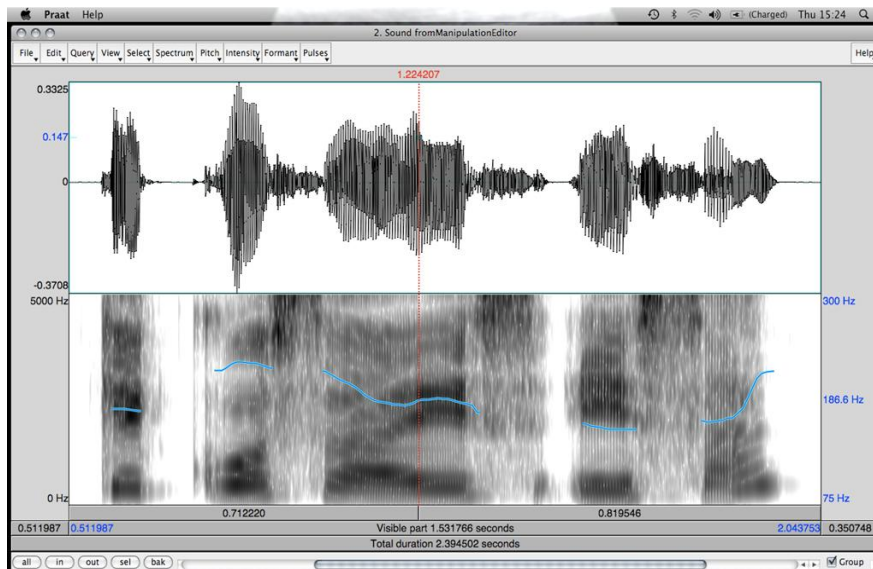 Praat Help (Charged) Thu 15:24
2. Sound fromManipulationEditor
File Edit Query View Select Spectrum Pitch Intensity Formant Pulses Help
1.224207
0.3325
0.147
0
-0.3708
5000 Hz 300 Hz
186.6 Hz
0 Hz 75 Hz
0.712220 0.819546
0.511987 0.511987 Visible part 1.531766 seconds 2.043753 0.350748
Total duration 2.394502 seconds
all in out sel bak Group